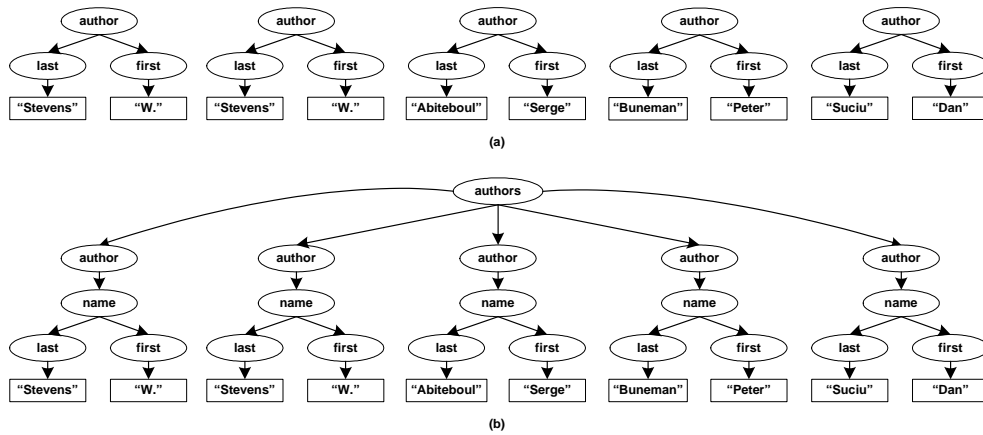 author author author author author
last first last first last first last first last first
“Stevens” “W.” “Stevens” “W.” “Abiteboul” “Serge” “Buneman” “Peter” “Suciu” “Dan”
(a)
authors
author author author author author
name name name name name
last first last first last first last first last first
“Stevens” “W.” “Stevens” “W.” “Abiteboul” “Serge” “Buneman” “Peter” “Suciu” “Dan”
(b)